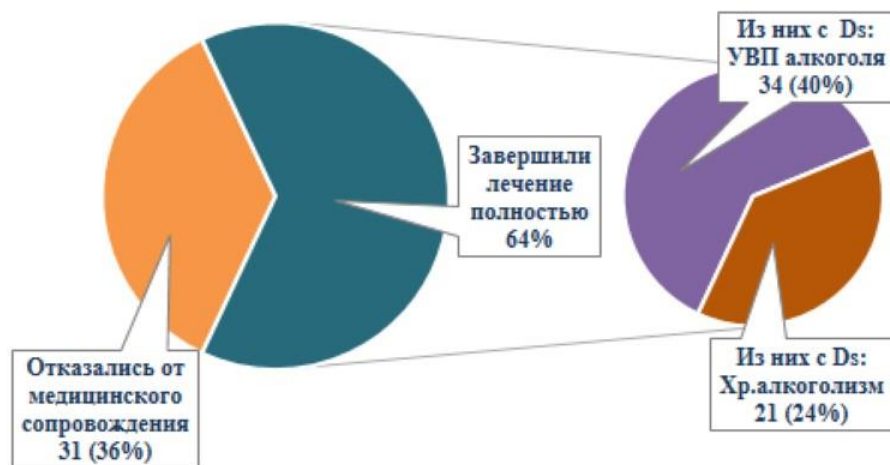 Из них с Ds:
УВП алкоголя
34 (40%)
Завершили
лечение
полностью
64%
Отказались от
медицинского
сопровождения
31 (36%)
Из них с Ds:
Хр.алкоголизм
21 (24%)